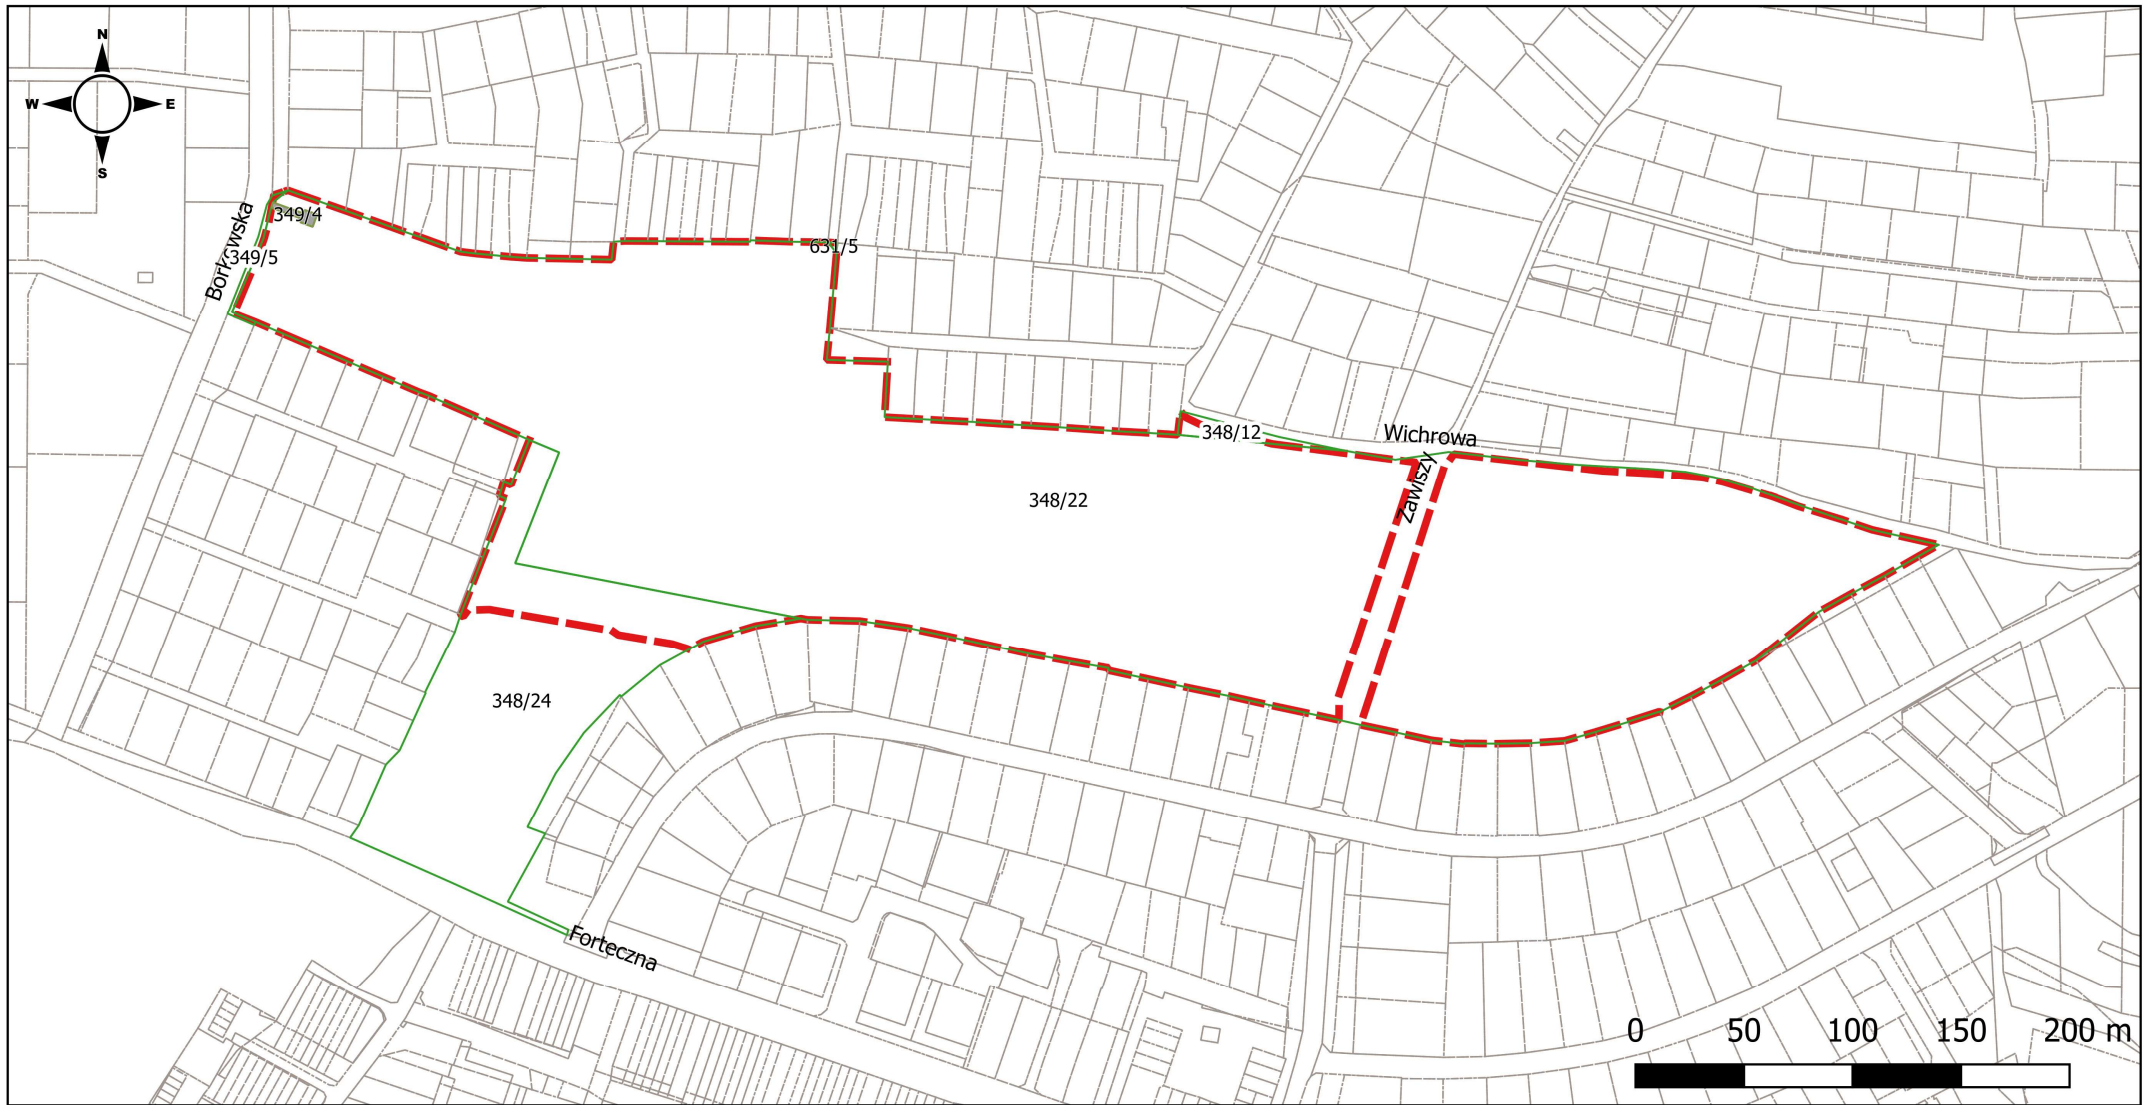 N
W E
S
349/4
Borkowska
349/5
631/5
348/12
Wichrowa
Zawiszy
348/22
348/24
Forteczna
0 50 100 150 200 m